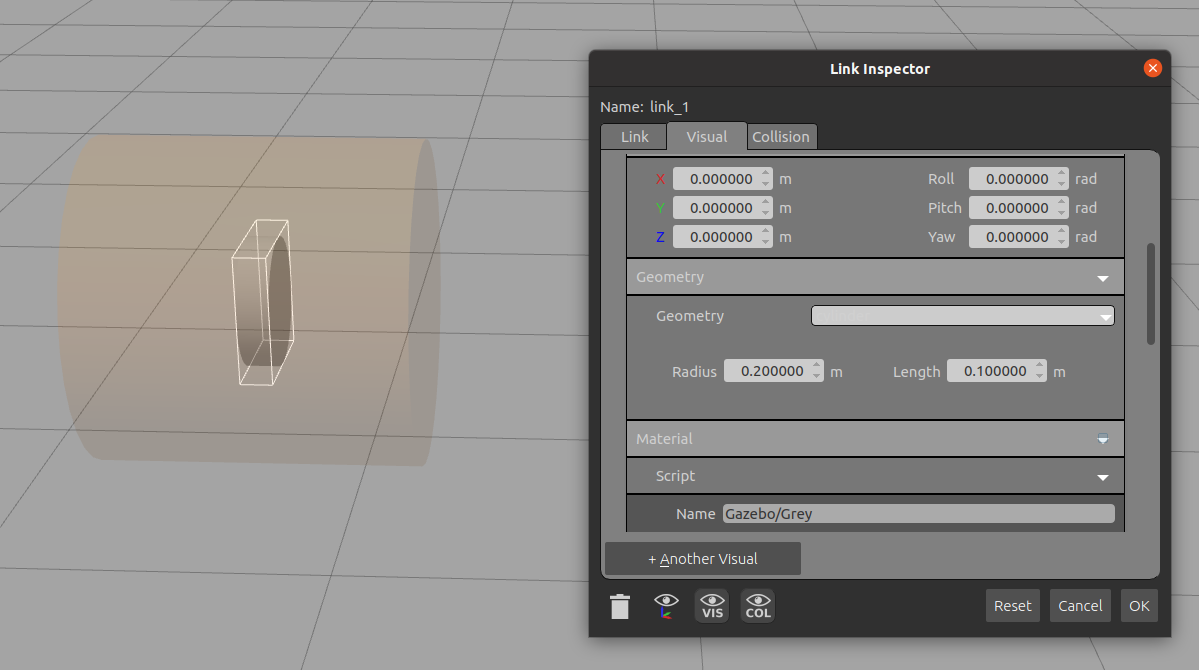 Link Inspector
Name: link_1
Link Visual Collision
X 0.000000 m Roll 0.000000 rad
Y 0.000000 m Pitch 0.000000 rad
Z 0.000000 m Yaw 0.000000 rad
Geometry
Geometry
Radius 0.200000 m Length 0.100000 m
Material
Script
Name Gazebo/Grey
+ Another Visual
VIS COL Reset Cancel OK